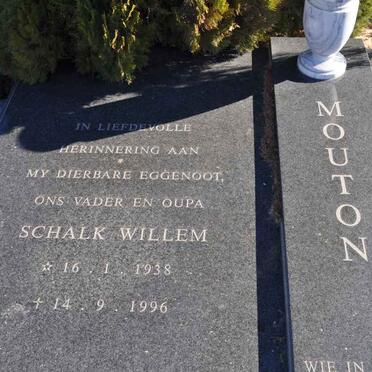 IN LIEFDEVOLLE
HERINNERING AAN
MY DIERBARE EGGENOOT,
ONS VADER EN OUPA
SCHALK WILLEM
☆ 16 . 1 . 1938
✝ 14 . 9 . 1996
MOUTON
WIE IN